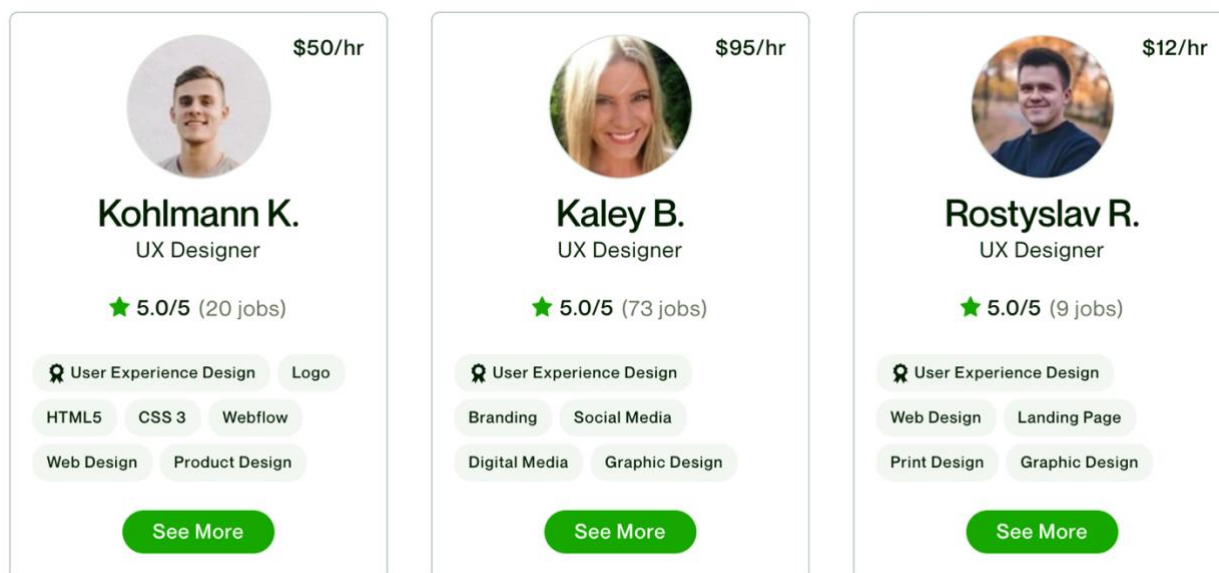 $50/hr
Kohlmann K.
UX Designer
5.0/5 (20 jobs)
User Experience Design Logo
HTML5 CSS 3 Webflow
Web Design Product Design
See More
$95/hr
Kaley B.
UX Designer
5.0/5 (73 jobs)
User Experience Design
Branding Social Media
Digital Media Graphic Design
See More
$12/hr
Rostyslav R.
UX Designer
5.0/5 (9 jobs)
User Experience Design
Web Design Landing Page
Print Design Graphic Design
See More